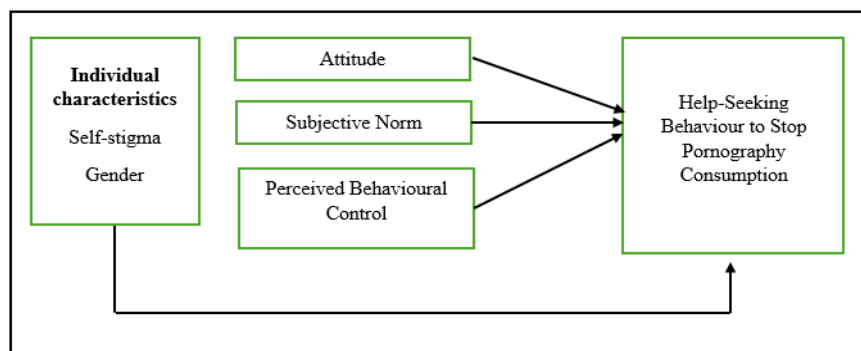 Individual
characteristics
Self-stigma
Gender
Attitude
Subjective Norm
Perceived Behavioural
Control
Help-Seeking
Behaviour to Stop
Pornography
Consumption